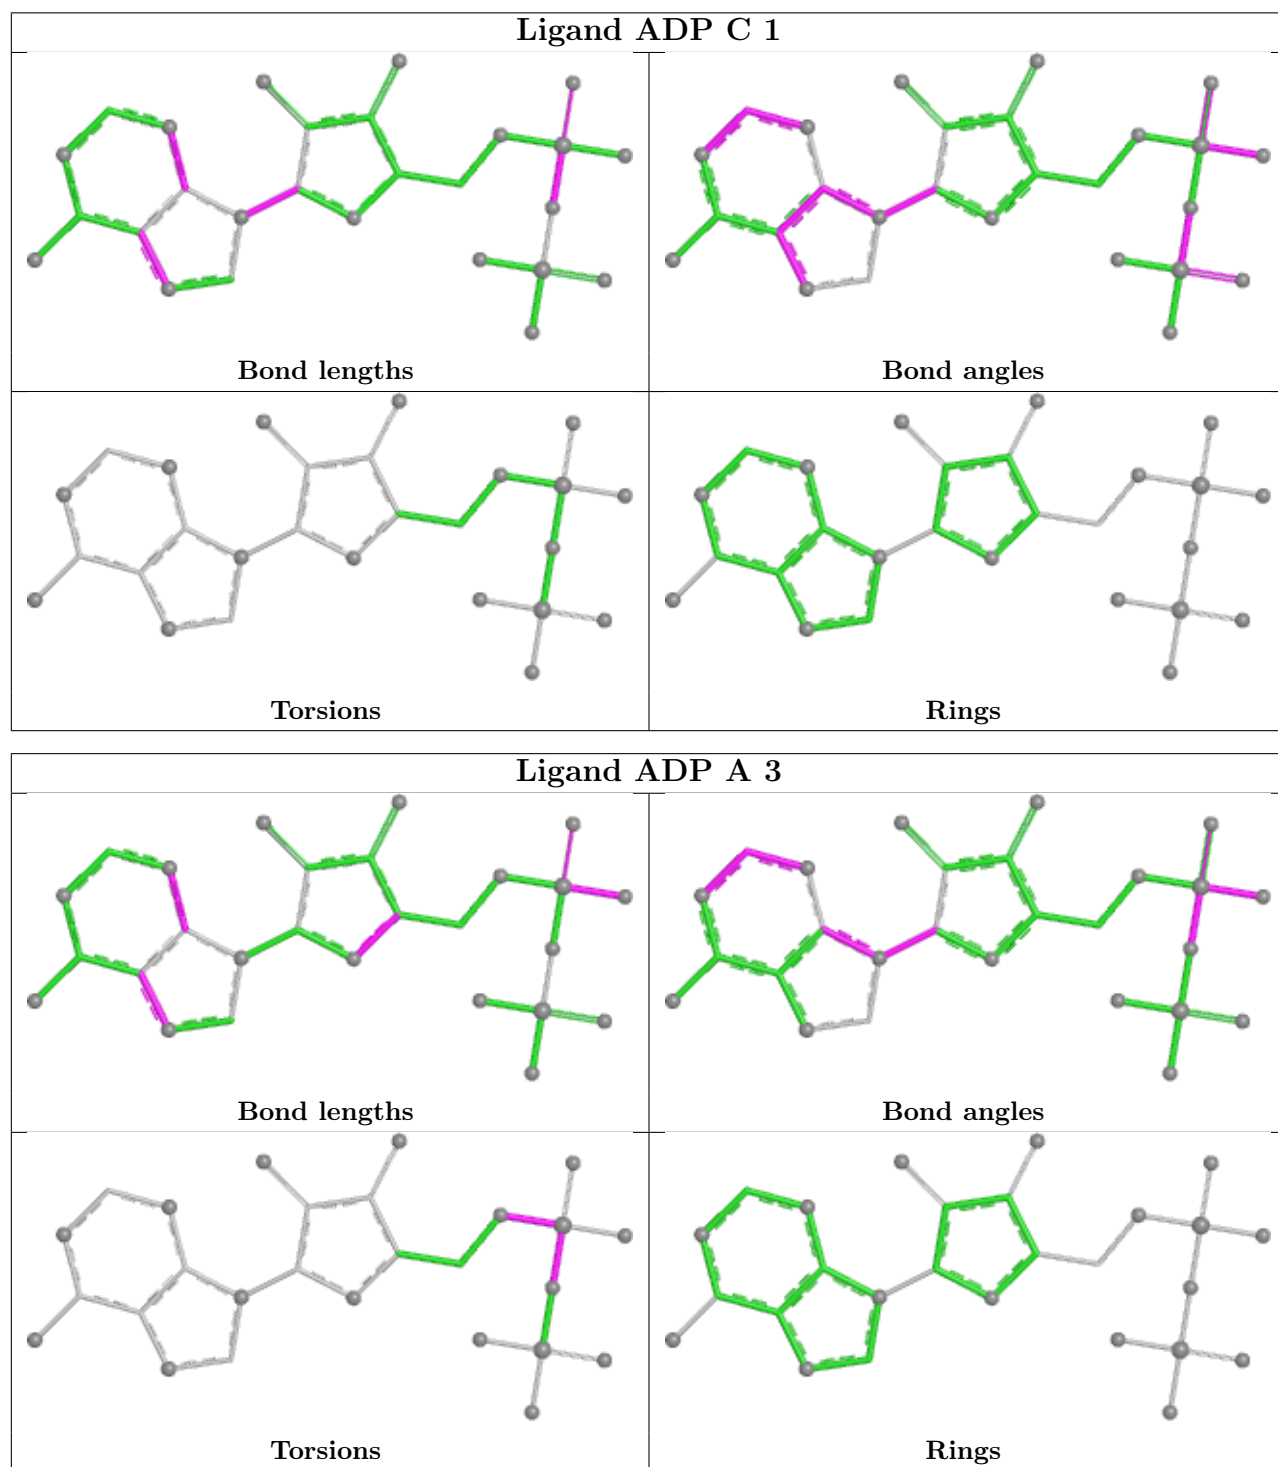 Ligand ADP C 1
Bond lengths
Bond angles
Torsions
Rings
Ligand ADP A 3
Bond lengths
Bond angles
Torsions
Rings